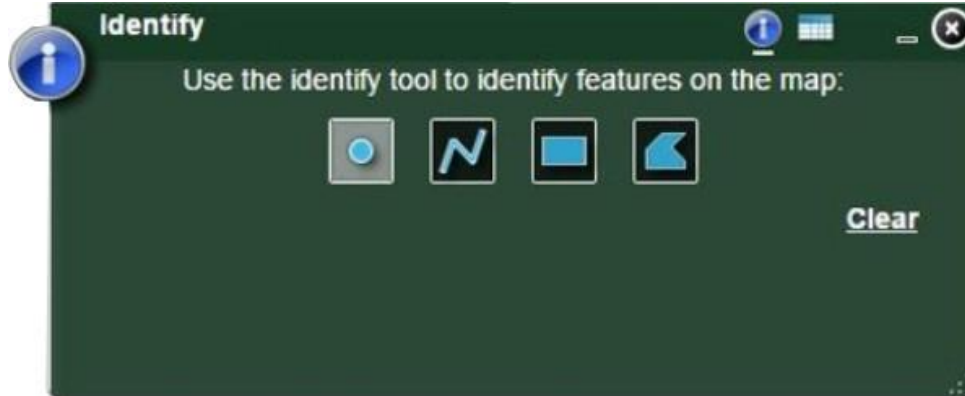 Identify
Use the identify tool to identify features on the map:
Clear